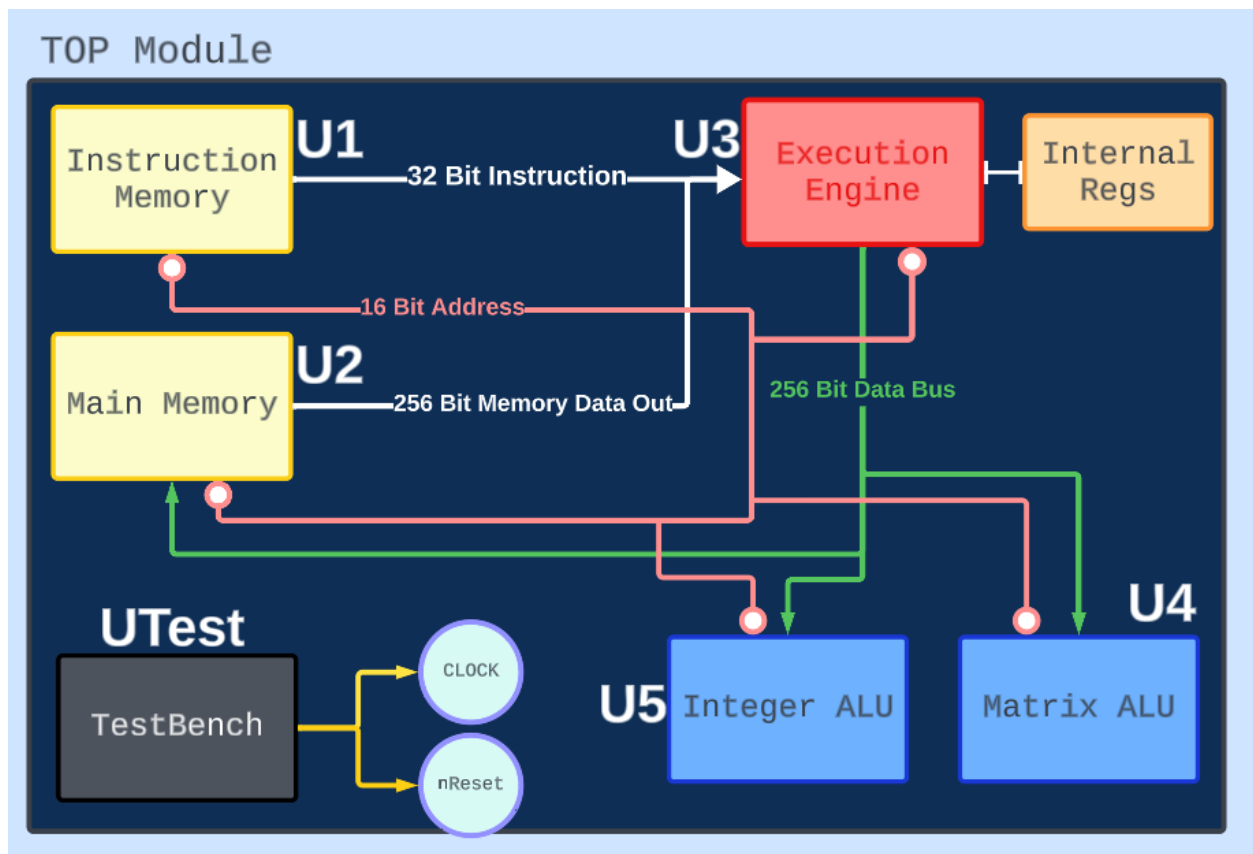 TOP Module
Instruction
Memory
U1
32 Bit Instruction
U3
Execution
Engine
Internal
Regs
16 Bit Address
Main Memory
U2
256 Bit Memory Data Out
256 Bit Data Bus
UTest
TestBench
CLOCK
nReset
U5
Integer ALU
U4
Matrix ALU